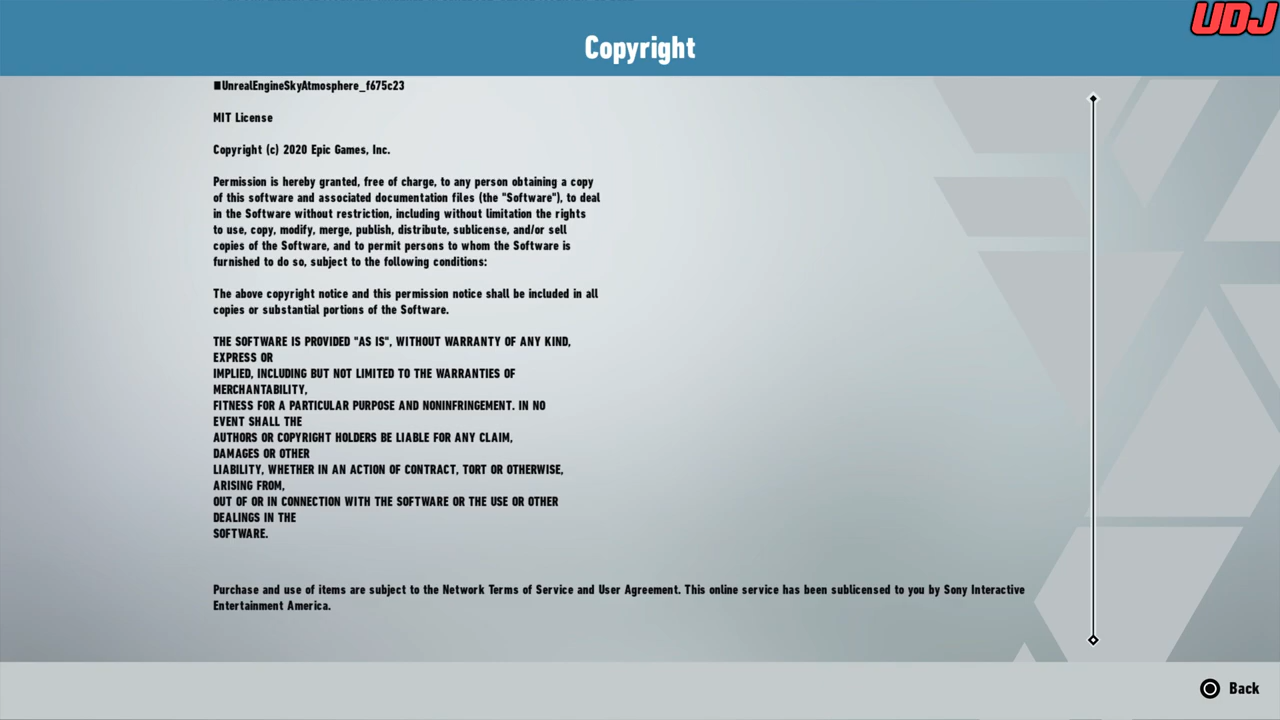 UDJ
Copyright
■UnrealEngineSkyAtmosphere_f675c23
MIT License
Copyright (c) 2020 Epic Games, Inc.
Permission is hereby granted, free of charge, to any person obtaining a copy
of this software and associated documentation files (the "Software"), to deal
in the Software without restriction, including without limitation the rights
to use, copy, modify, merge, publish, distribute, sublicense, and/or sell
copies of the Software, and to permit persons to whom the Software is
furnished to do so, subject to the following conditions:
The above copyright notice and this permission notice shall be included in all
copies or substantial portions of the Software.
THE SOFTWARE IS PROVIDED "AS IS", WITHOUT WARRANTY OF ANY KIND,
EXPRESS OR
IMPLIED, INCLUDING BUT NOT LIMITED TO THE WARRANTIES OF
MERCHANTABILITY,
FITNESS FOR A PARTICULAR PURPOSE AND NONINFRINGEMENT. IN NO
EVENT SHALL THE
AUTHORS OR COPYRIGHT HOLDERS BE LIABLE FOR ANY CLAIM,
DAMAGES OR OTHER
LIABILITY, WHETHER IN AN ACTION OF CONTRACT, TORT OR OTHERWISE,
ARISING FROM,
OUT OF OR IN CONNECTION WITH THE SOFTWARE OR THE USE OR OTHER
DEALINGS IN THE
SOFTWARE.
Purchase and use of items are subject to the Network Terms of Service and User Agreement. This online service has been sublicensed to you by Sony Interactive
Entertainment America.
Back